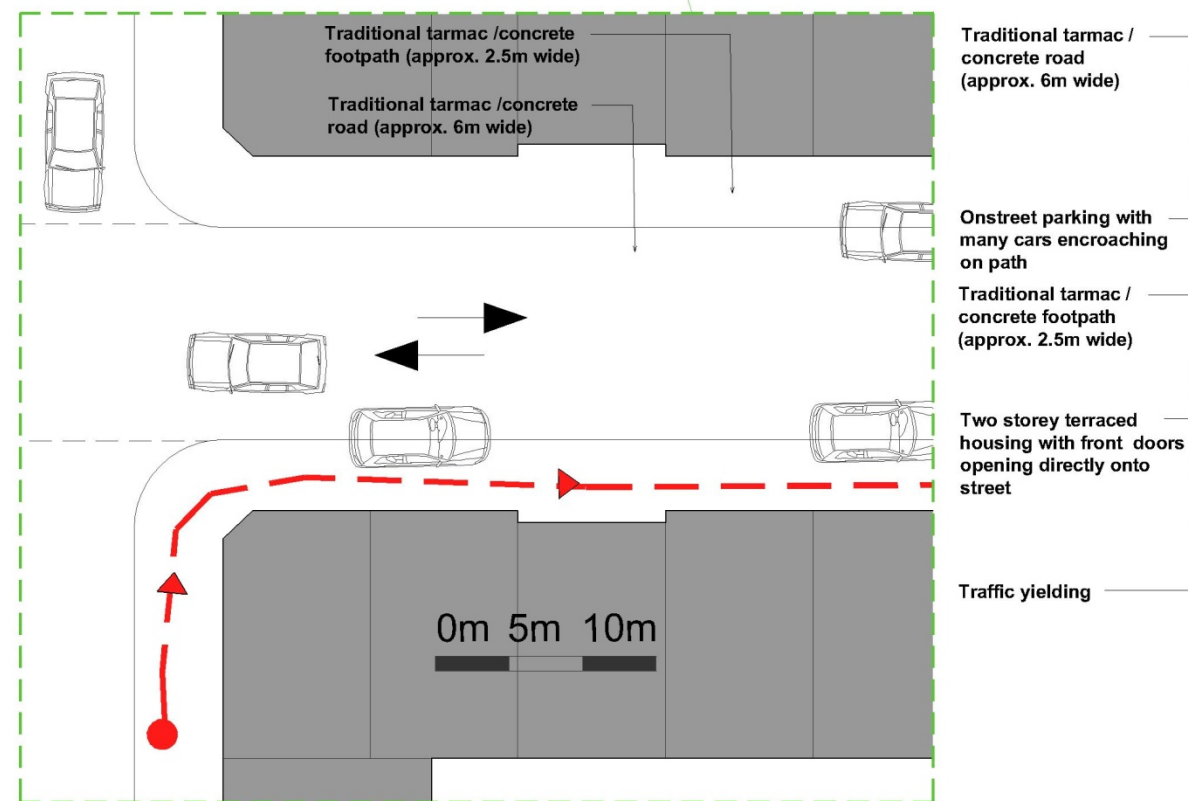 Traditional tarmac /concrete
footpath (approx. 2.5m wide)
Traditional tarmac /concrete
road (approx. 6m wide)
0m 5m 10m
Traditional tarmac /
concrete road
(approx. 6m wide)
Onstreet parking with
many cars encroaching
on path
Traditional tarmac /
concrete footpath
(approx. 2.5m wide)
Two storey terraced
housing with front doors
opening directly onto
street
Traffic yielding